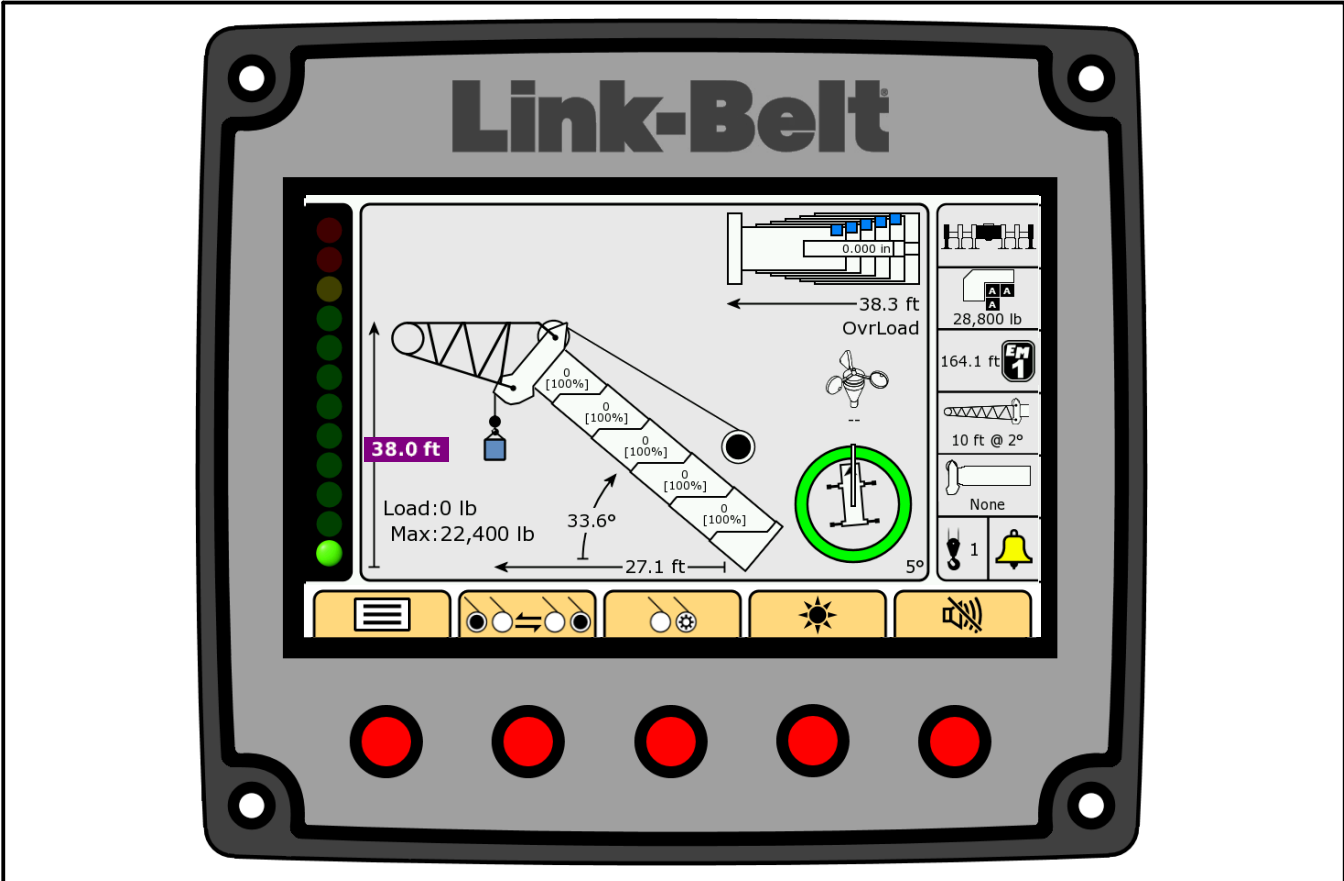 Link-Belt®
0.000 in
38.3 ft
OvrLoad
--
0
[100%]
0
[100%]
0
[100%]
0
[100%]
0
[100%]
38.0 ft
Load:0 lb
Max:22,400 lb
33.6°
27.1 ft
5°
A A
A
28,800 lb
164.1 ft EM
1
10 ft @ 2°
None
1